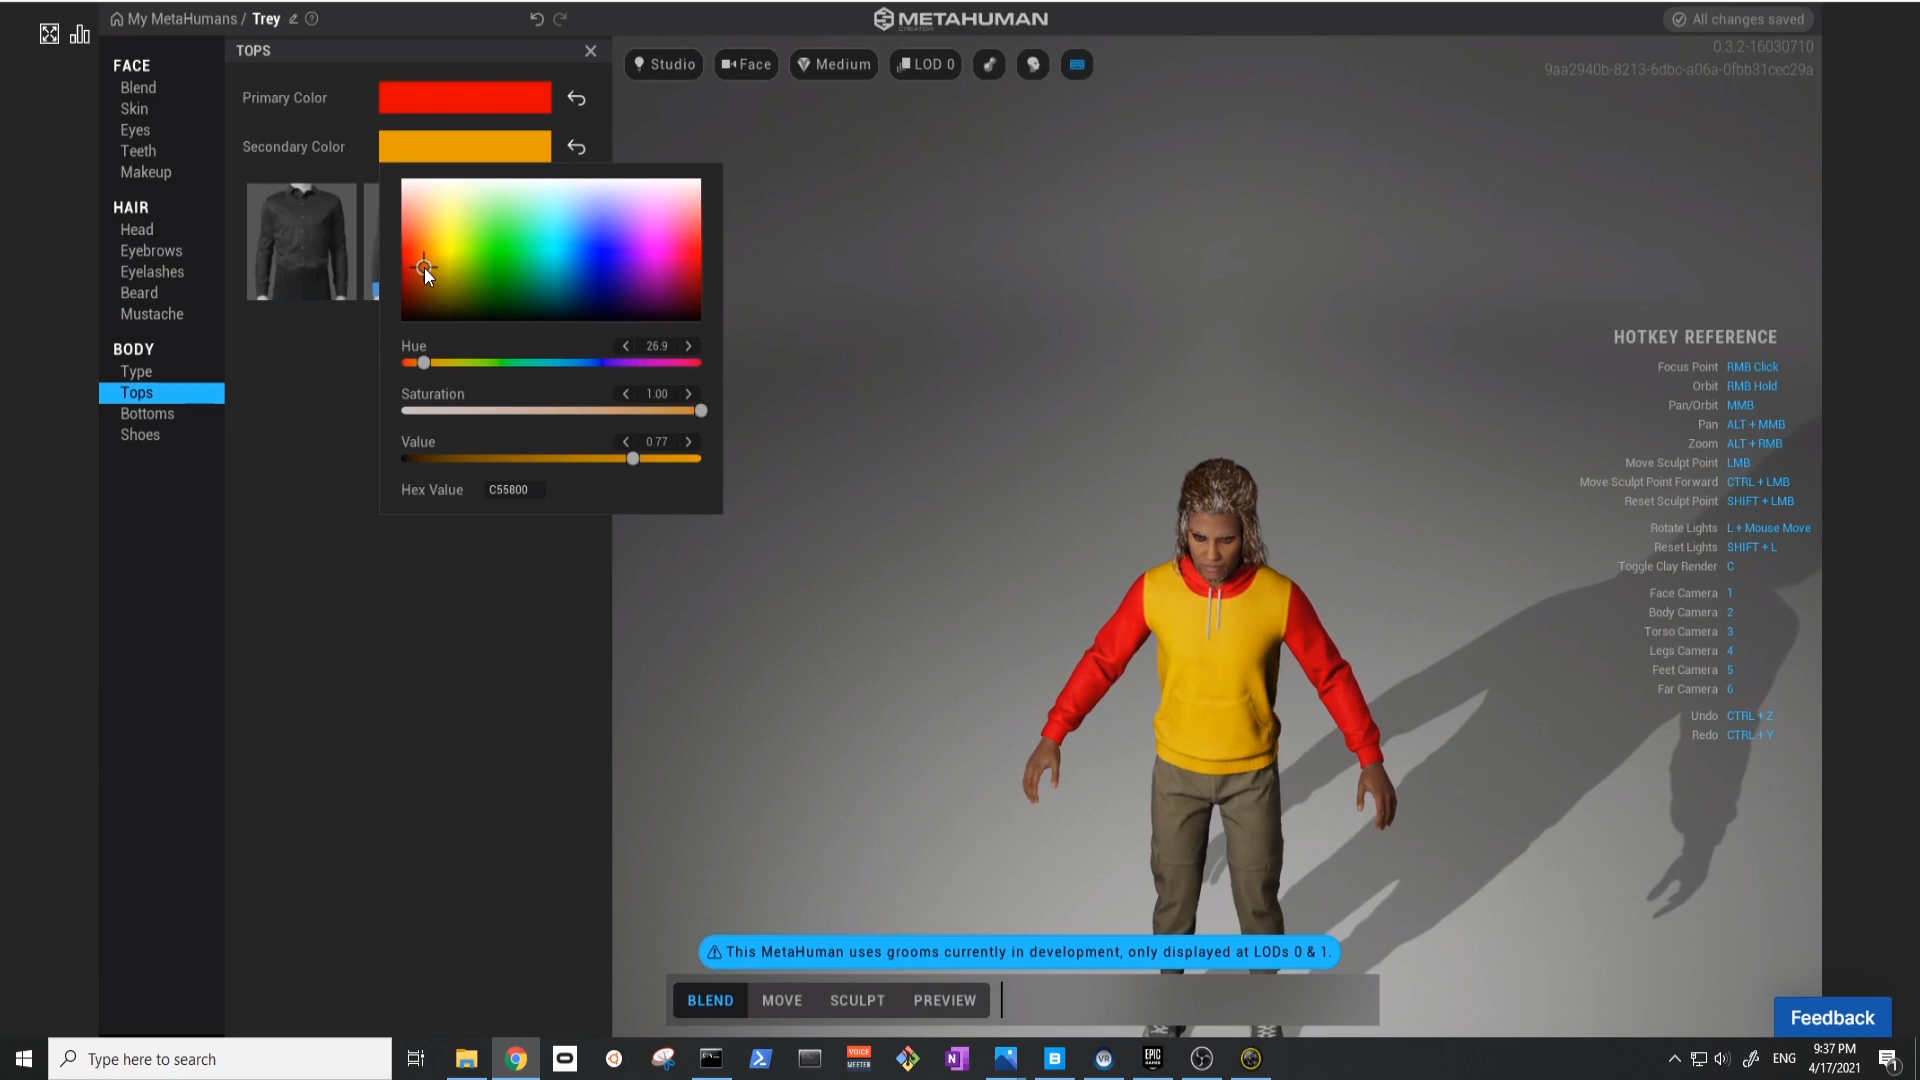 My MetaHumans / Trey
METAHUMAN
CREATOR
All changes saved
0.3.2-16030710
9aa2940b-8213-6dbc-a06a-0fbb31cec29a
FACE
Blend
Skin
Eyes
Teeth
Makeup
HAIR
Head
Eyebrows
Eyelashes
Beard
Mustache
BODY
Type
Tops
Bottoms
Shoes
TOPS
Primary Color
Secondary Color
Hue 26.9
Saturation 1.00
Value 0.77
Hex Value C55800
Studio Face Medium LOD 0
HOTKEY REFERENCE
Focus Point RMB Click
Orbit RMB Hold
Pan/Orbit MMB
Pan ALT + MMB
Zoom ALT + RMB
Move Sculpt Point LMB
Move Sculpt Point Forward CTRL + LMB
Reset Sculpt Point SHIFT + LMB
Rotate Lights L + Mouse Move
Reset Lights SHIFT + L
Toggle Clay Render C
Face Camera 1
Body Camera 2
Torso Camera 3
Legs Camera 4
Feet Camera 5
Far Camera 6
Undo CTRL + Z
Redo CTRL + Y
This MetaHuman uses grooms currently in development, only displayed at LODs 0 & 1.
BLEND MOVE SCULPT PREVIEW
Feedback
Type here to search
VOICE
MEETER
N
B
VR
EPIC
GAMES
ENG
9:37 PM
4/17/2021
1